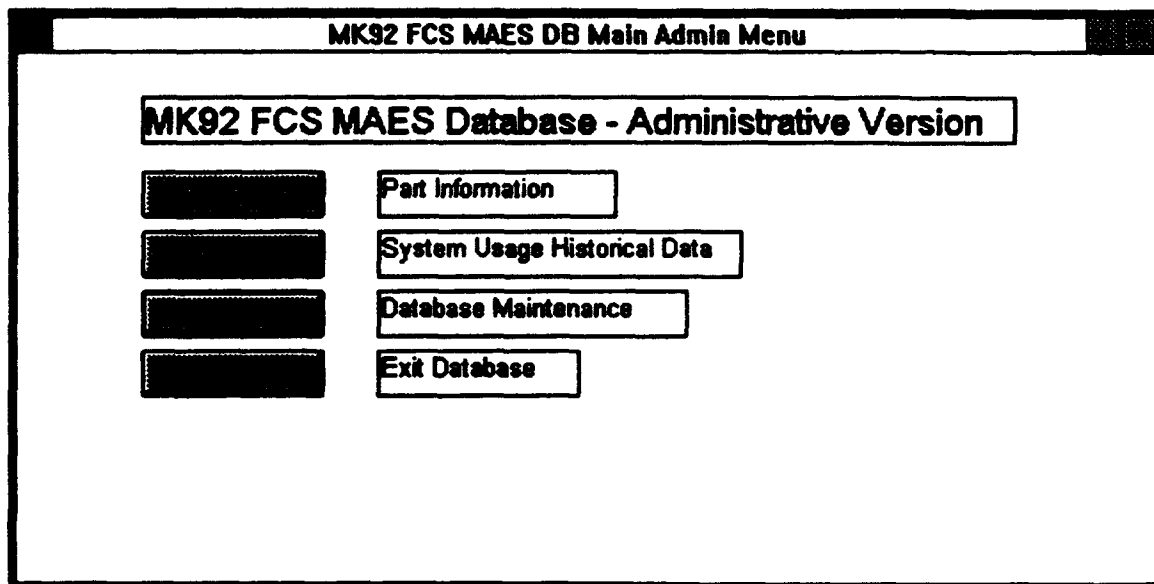 MK92 FCS MAES DB Main Admin Menu
MK92 FCS MAES Database - Administrative Version
Part Information
System Usage Historical Data
Database Maintenance
Exit Database